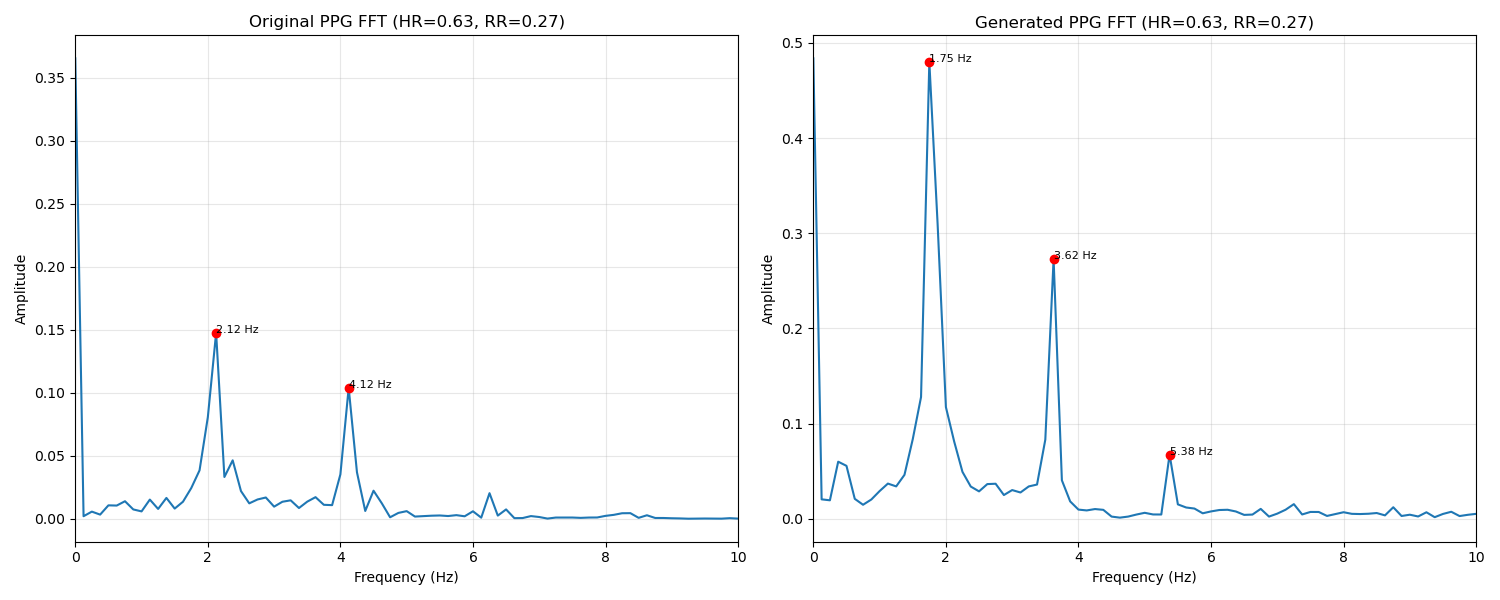 Original PPG FFT (HR=0.63, RR=0.27)
0.35
0.30
0.25
0.20
0.15
0.10
0.05
0.00
Amplitude
2.12 Hz
4.12 Hz
0 2 4 6 8 10
Frequency (Hz)
Generated PPG FFT (HR=0.63, RR=0.27)
0.5
0.4
0.3
0.2
0.1
0.0
Amplitude
1.75 Hz
3.62 Hz
5.38 Hz
0 2 4 6 8 10
Frequency (Hz)